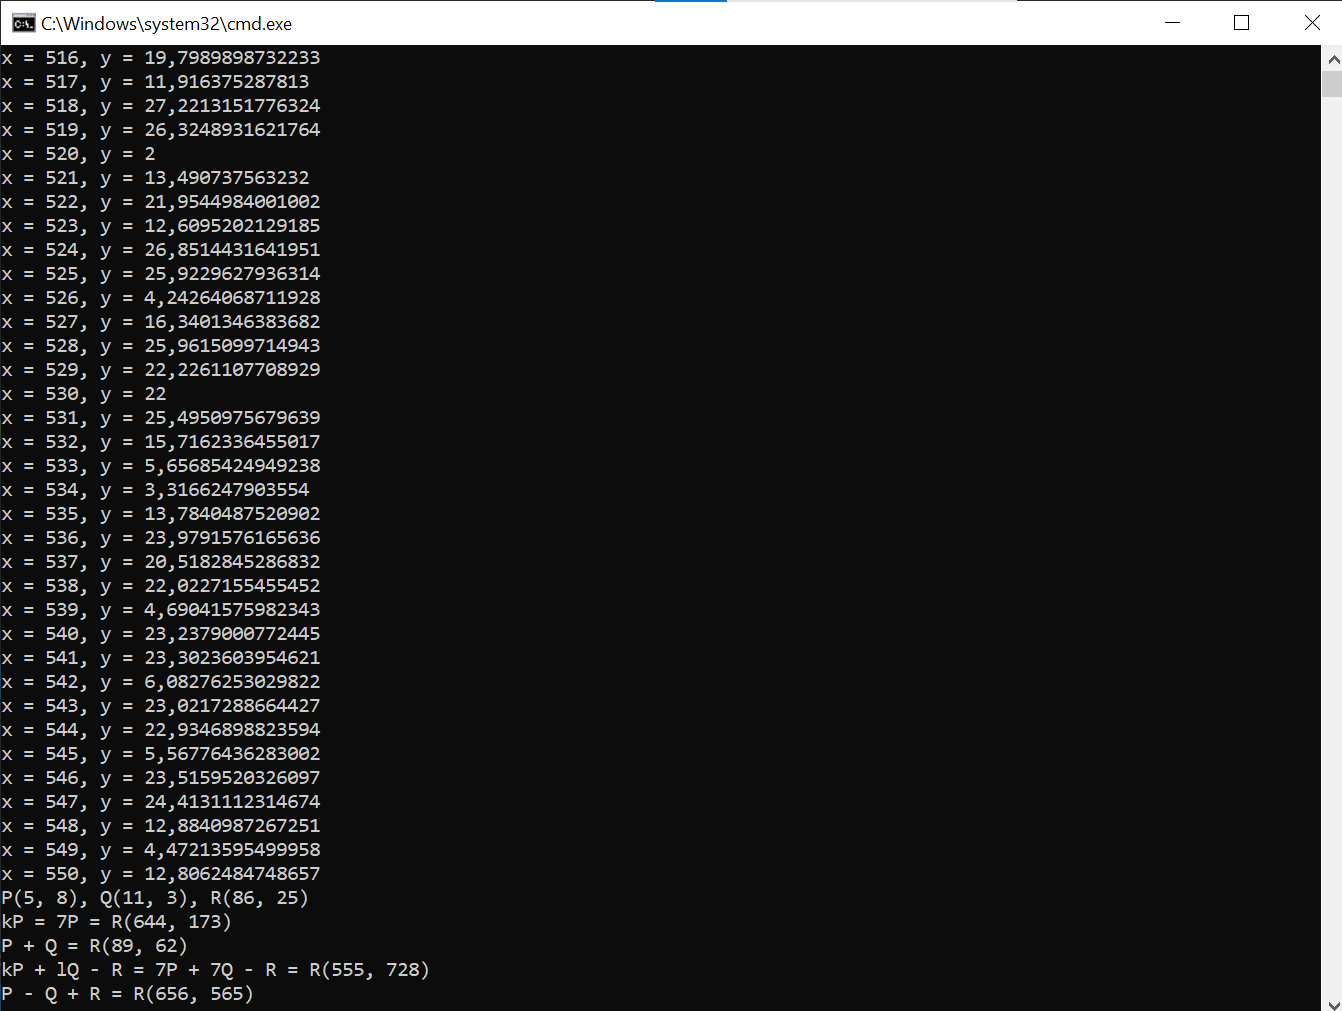 C:\Windows\system32\cmd.exe
x = 516, y = 19,7989898732233
x = 517, y = 11,916375287813
x = 518, y = 27,2213151776324
x = 519, y = 26,3248931621764
x = 520, y = 2
x = 521, y = 13,490737563232
x = 522, y = 21,9544984001002
x = 523, y = 12,6095202129185
x = 524, y = 26,8514431641951
x = 525, y = 25,9229627936314
x = 526, y = 4,24264068711928
x = 527, y = 16,3401346383682
x = 528, y = 25,9615099714943
x = 529, y = 22,2261107708929
x = 530, y = 22
x = 531, y = 25,4950975679639
x = 532, y = 15,7162336455017
x = 533, y = 5,65685424949238
x = 534, y = 3,3166247903554
x = 535, y = 13,7840487520902
x = 536, y = 23,9791576165636
x = 537, y = 20,5182845286832
x = 538, y = 22,0227155455452
x = 539, y = 4,69041575982343
x = 540, y = 23,2379000772445
x = 541, y = 23,3023603954621
x = 542, y = 6,08276253029822
x = 543, y = 23,0217288664427
x = 544, y = 22,9346898823594
x = 545, y = 5,56776436283002
x = 546, y = 23,5159520326097
x = 547, y = 24,4131112314674
x = 548, y = 12,8840987267251
x = 549, y = 4,47213595499958
x = 550, y = 12,8062484748657
P(5, 8), Q(11, 3), R(86, 25)
kP = 7P = R(644, 173)
P + Q = R(89, 62)
kP + lQ - R = 7P + 7Q - R = R(555, 728)
P - Q + R = R(656, 565)